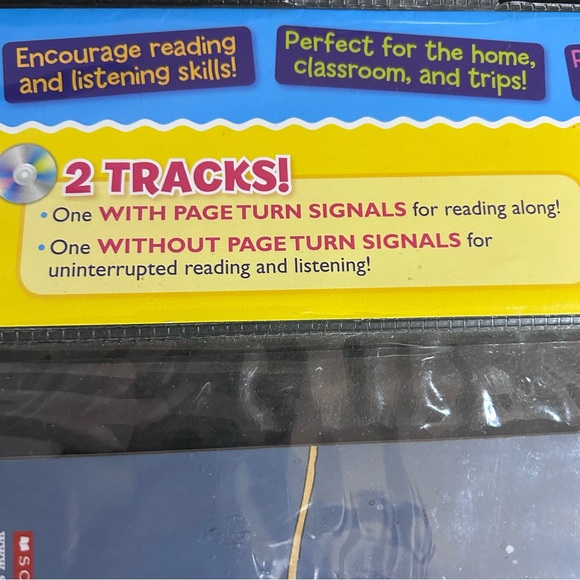 Encourage reading
and listening skills!
Perfect for the home,
classroom, and trips!
2 TRACKS!
• One WITH PAGE TURN SIGNALS for reading along!
• One WITHOUT PAGE TURN SIGNALS for
uninterrupted reading and listening!